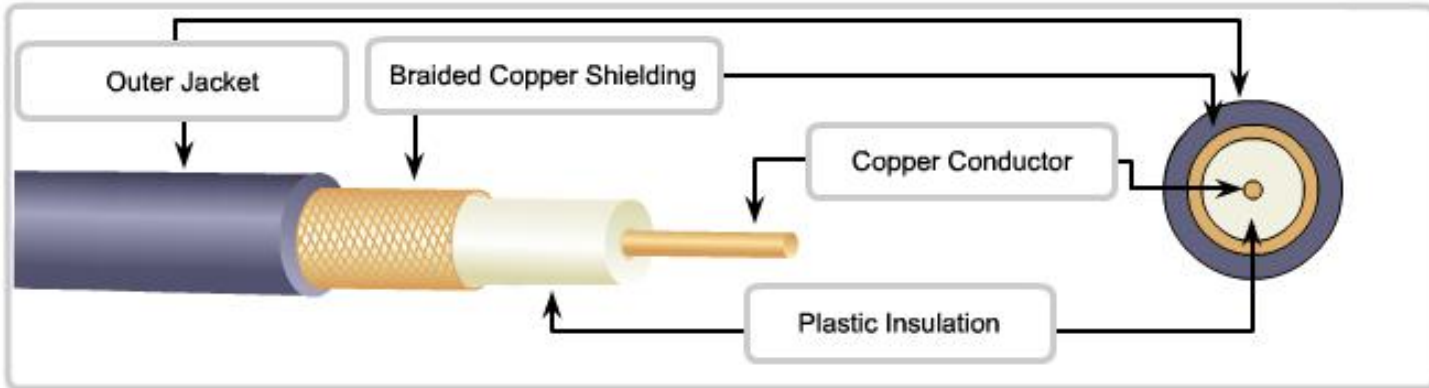 Outer Jacket
Braided Copper Shielding
Copper Conductor
Plastic Insulation